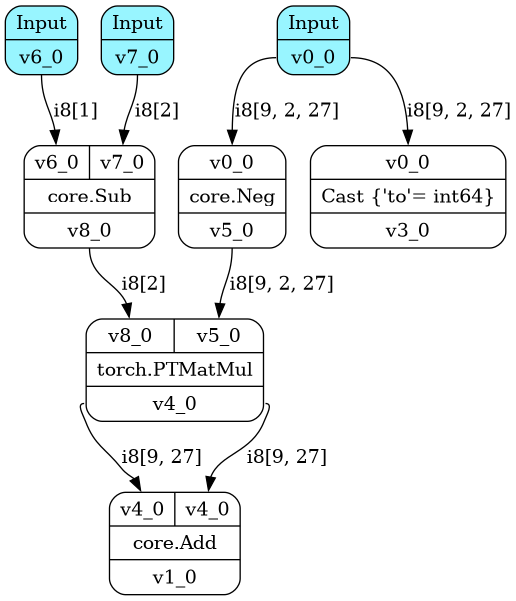 Input
v6_0
Input
v7_0
Input
v0_0
i8[1]
i8[2]
i8[9, 2, 27]
i8[9, 2, 27]
v6_0 v7_0
core.Sub
v8_0
v0_0
core.Neg
v5_0
v0_0
Cast {'to'= int64}
v3_0
i8[2]
i8[9, 2, 27]
v8_0 v5_0
torch.PTMatMul
v4_0
i8[9, 27]
i8[9, 27]
v4_0 v4_0
core.Add
v1_0